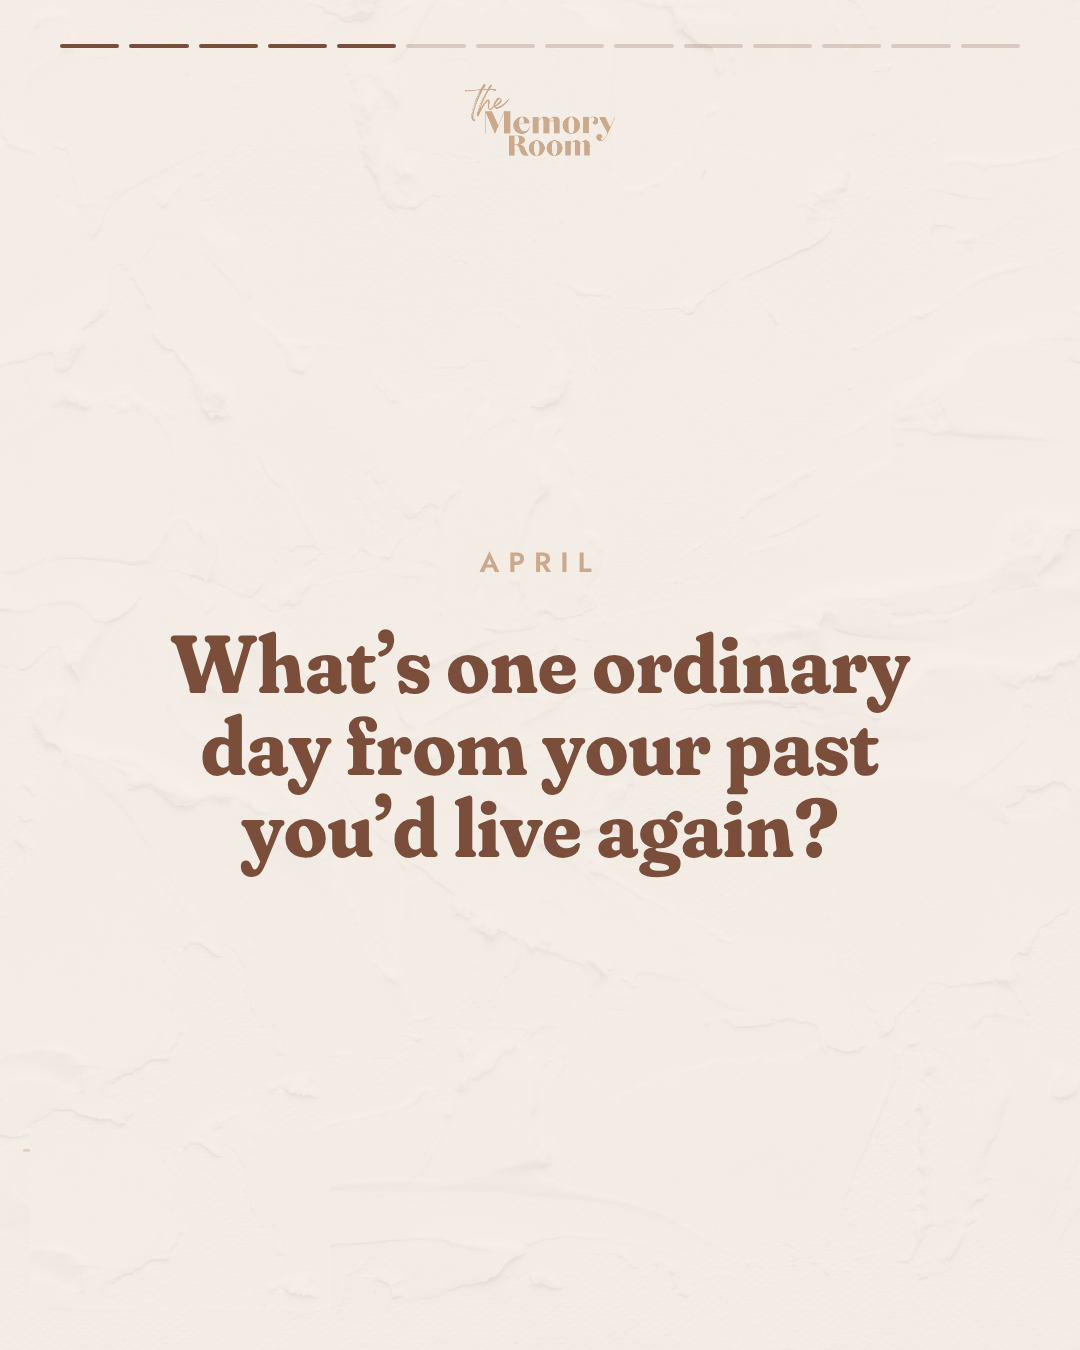 the
Memory
Room
APRIL
What’s one ordinary
day from your past
you’d live again?